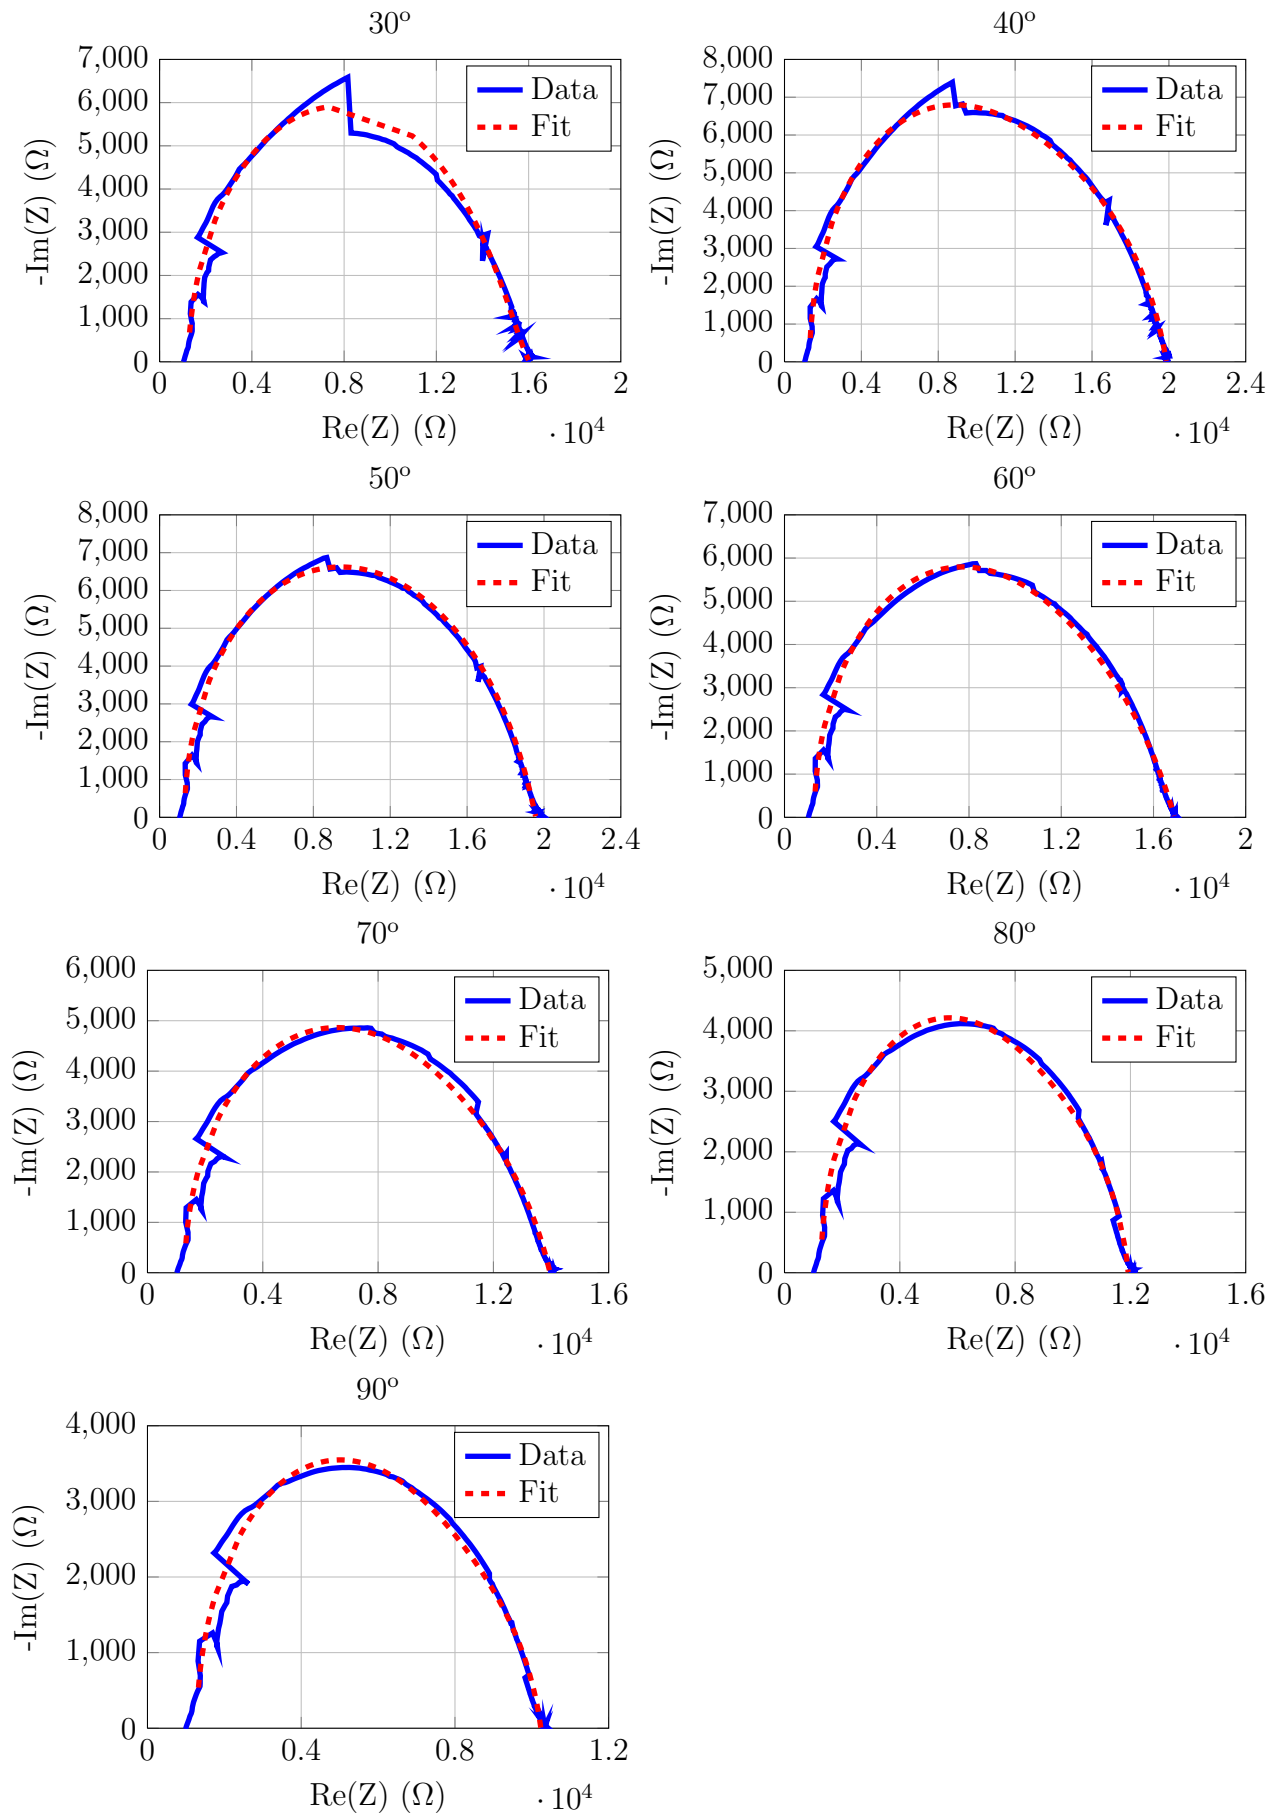 30º
7,000
6,000
5,000
4,000
3,000
2,000
1,000
0
-Im(Z) (Ω)
Data
Fit
0 0.4 0.8 1.2 1.6 2
Re(Z) (Ω)
·10⁴
40º
8,000
7,000
6,000
5,000
4,000
3,000
2,000
1,000
0
-Im(Z) (Ω)
Data
Fit
0 0.4 0.8 1.2 1.6 2 2.4
Re(Z) (Ω)
·10⁴
50º
8,000
7,000
6,000
5,000
4,000
3,000
2,000
1,000
0
-Im(Z) (Ω)
Data
Fit
0 0.4 0.8 1.2 1.6 2 2.4
Re(Z) (Ω)
·10⁴
60º
7,000
6,000
5,000
4,000
3,000
2,000
1,000
0
-Im(Z) (Ω)
Data
Fit
0 0.4 0.8 1.2 1.6 2
Re(Z) (Ω)
·10⁴
70º
6,000
5,000
4,000
3,000
2,000
1,000
0
-Im(Z) (Ω)
Data
Fit
0 0.4 0.8 1.2 1.6
Re(Z) (Ω)
·10⁴
80º
5,000
4,000
3,000
2,000
1,000
0
-Im(Z) (Ω)
Data
Fit
0 0.4 0.8 1.2 1.6
Re(Z) (Ω)
·10⁴
90º
4,000
3,000
2,000
1,000
0
-Im(Z) (Ω)
Data
Fit
0 0.4 0.8 1.2
Re(Z) (Ω)
·10⁴